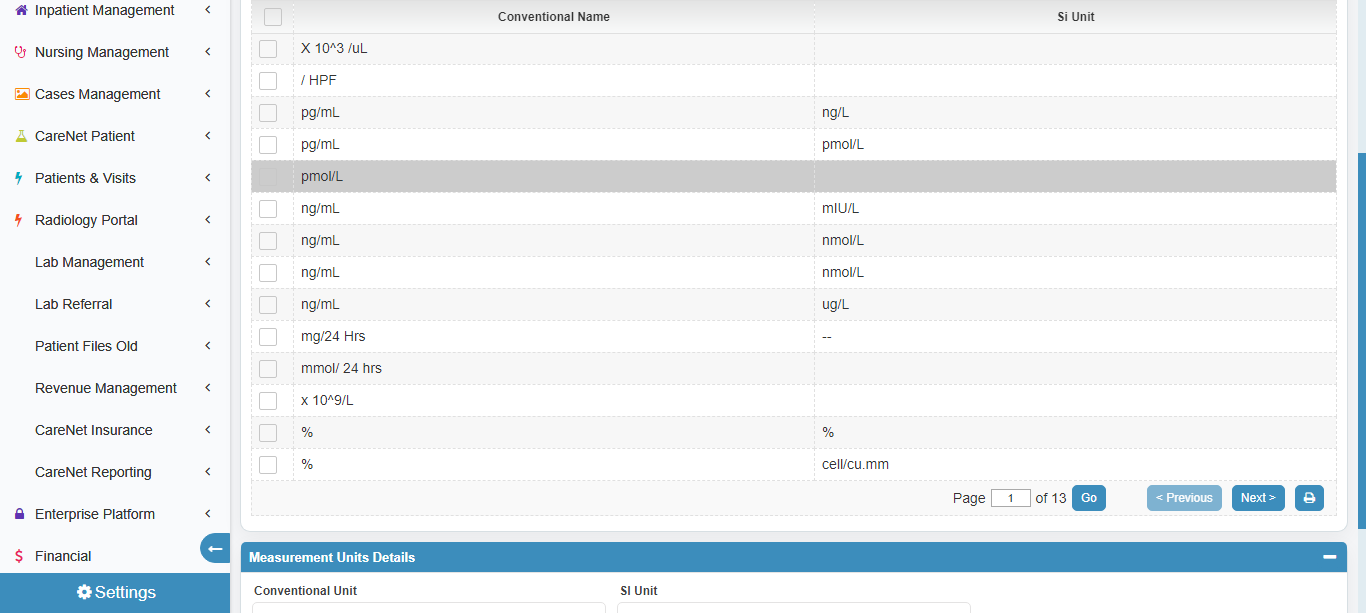 Inpatient Management
Nursing Management
Cases Management
CareNet Patient
Patients & Visits
Radiology Portal
Lab Management
Lab Referral
Patient Files Old
Revenue Management
CareNet Insurance
CareNet Reporting
Enterprise Platform
Financial
Settings
Conventional Name Si Unit
X 10^3 /uL
/ HPF
pg/mL ng/L
pg/mL pmol/L
pmol/L
ng/mL mIU/L
ng/mL nmol/L
ng/mL nmol/L
ng/mL ug/L
mg/24 Hrs --
mmol/ 24 hrs
x 10^9/L
% %
% cell/cu.mm
Page 1 of 13 Go < Previous Next >
Measurement Units Details
Conventional Unit SI Unit